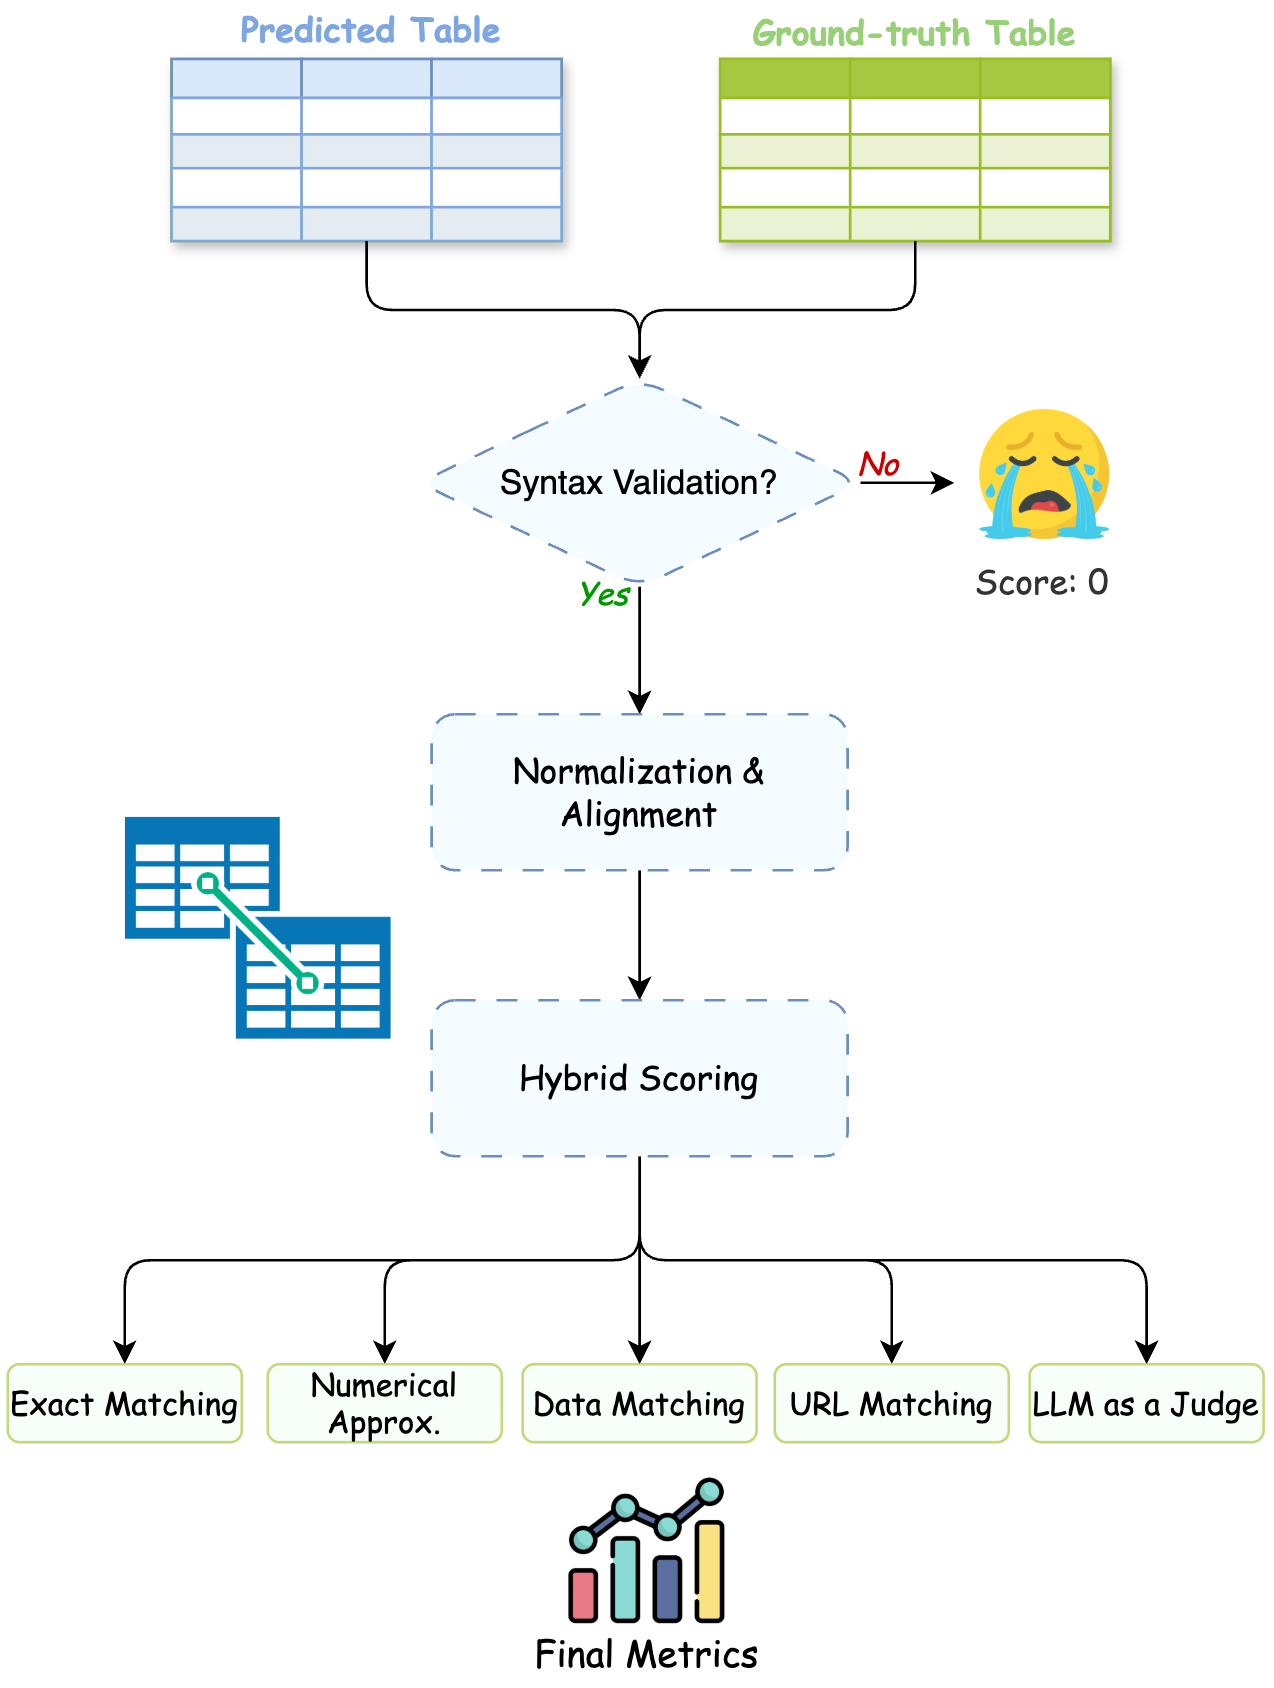 Predicted Table
Ground-truth Table
Syntax Validation?
No
Score: 0
Yes
Normalization &
Alignment
Hybrid Scoring
Exact Matching
Numerical
Approx.
Data Matching
URL Matching
LLM as a Judge
Final Metrics